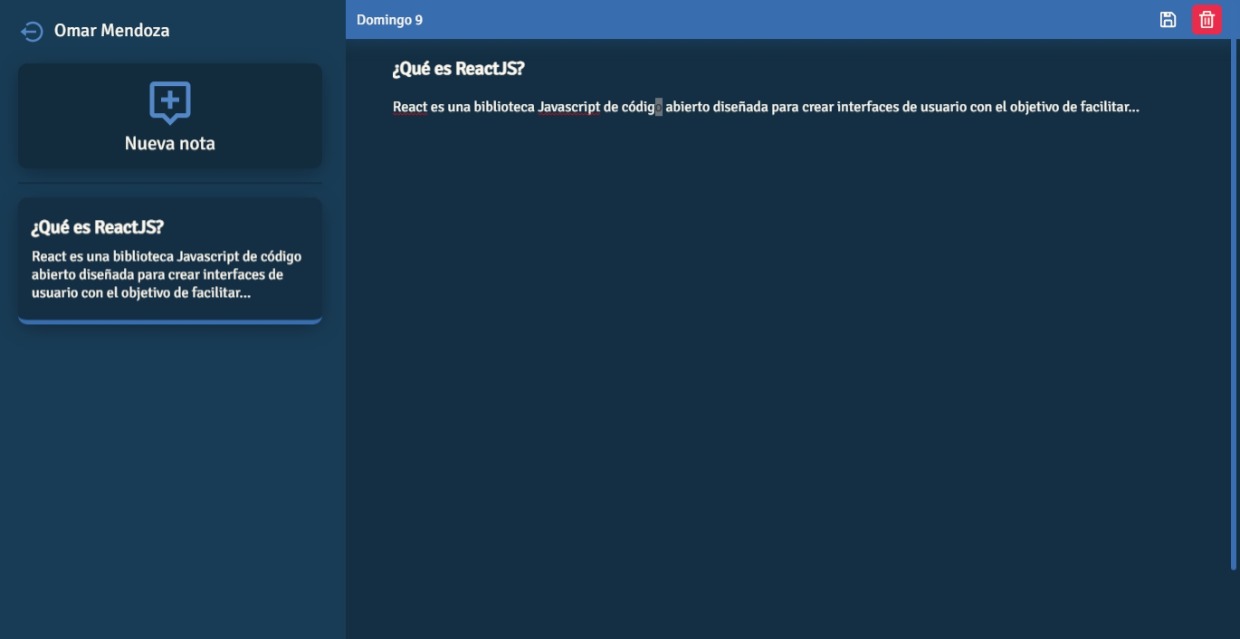 Omar Mendoza
Nueva nota
¿Qué es ReactJS?
React es una biblioteca Javascript de código
abierto diseñada para crear interfaces de
usuario con el objetivo de facilitar...
Domingo 9
¿Qué es ReactJS?
React es una biblioteca Javascript de código abierto diseñada para crear interfaces de usuario con el objetivo de facilitar...